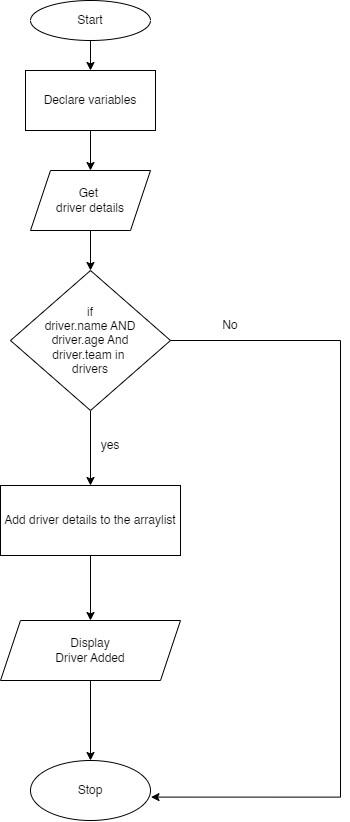 Start
Declare variables
Get
driver details
if
driver.name AND
driver.age And
driver.team in
drivers
No
yes
Add driver details to the arraylist
Display
Driver Added
Stop